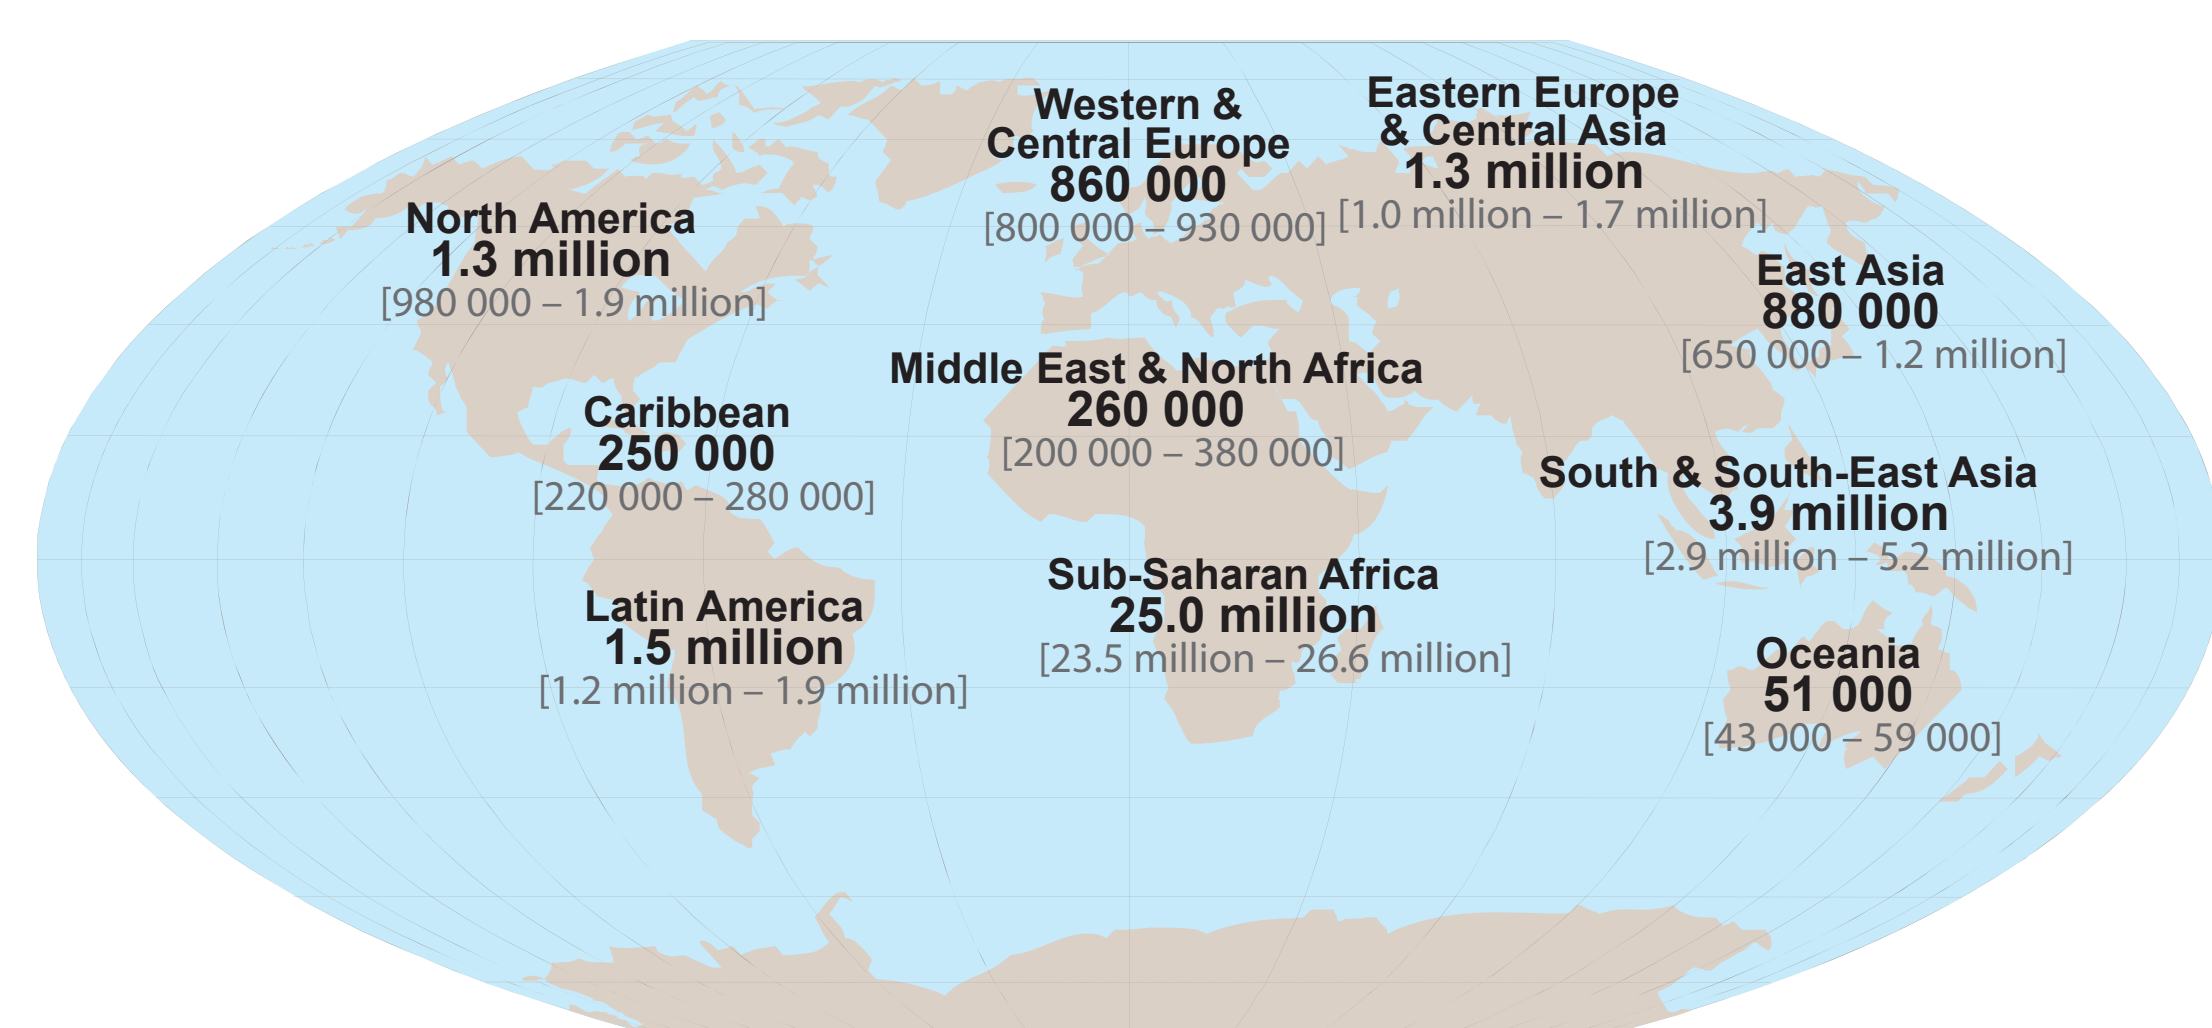 Western &
Central Europe
860 000
[800 000 – 930 000]
Eastern Europe
& Central Asia
1.3 million
[1.0 million – 1.7 million]
North America
1.3 million
[980 000 – 1.9 million]
East Asia
880 000
[650 000 – 1.2 million]
Middle East & North Africa
260 000
[200 000 – 380 000]
Caribbean
250 000
[220 000 – 280 000]
South & South-East Asia
3.9 million
[2.9 million – 5.2 million]
Sub-Saharan Africa
25.0 million
[23.5 million – 26.6 million]
Latin America
1.5 million
[1.2 million – 1.9 million]
Oceania
51 000
[43 000 – 59 000]